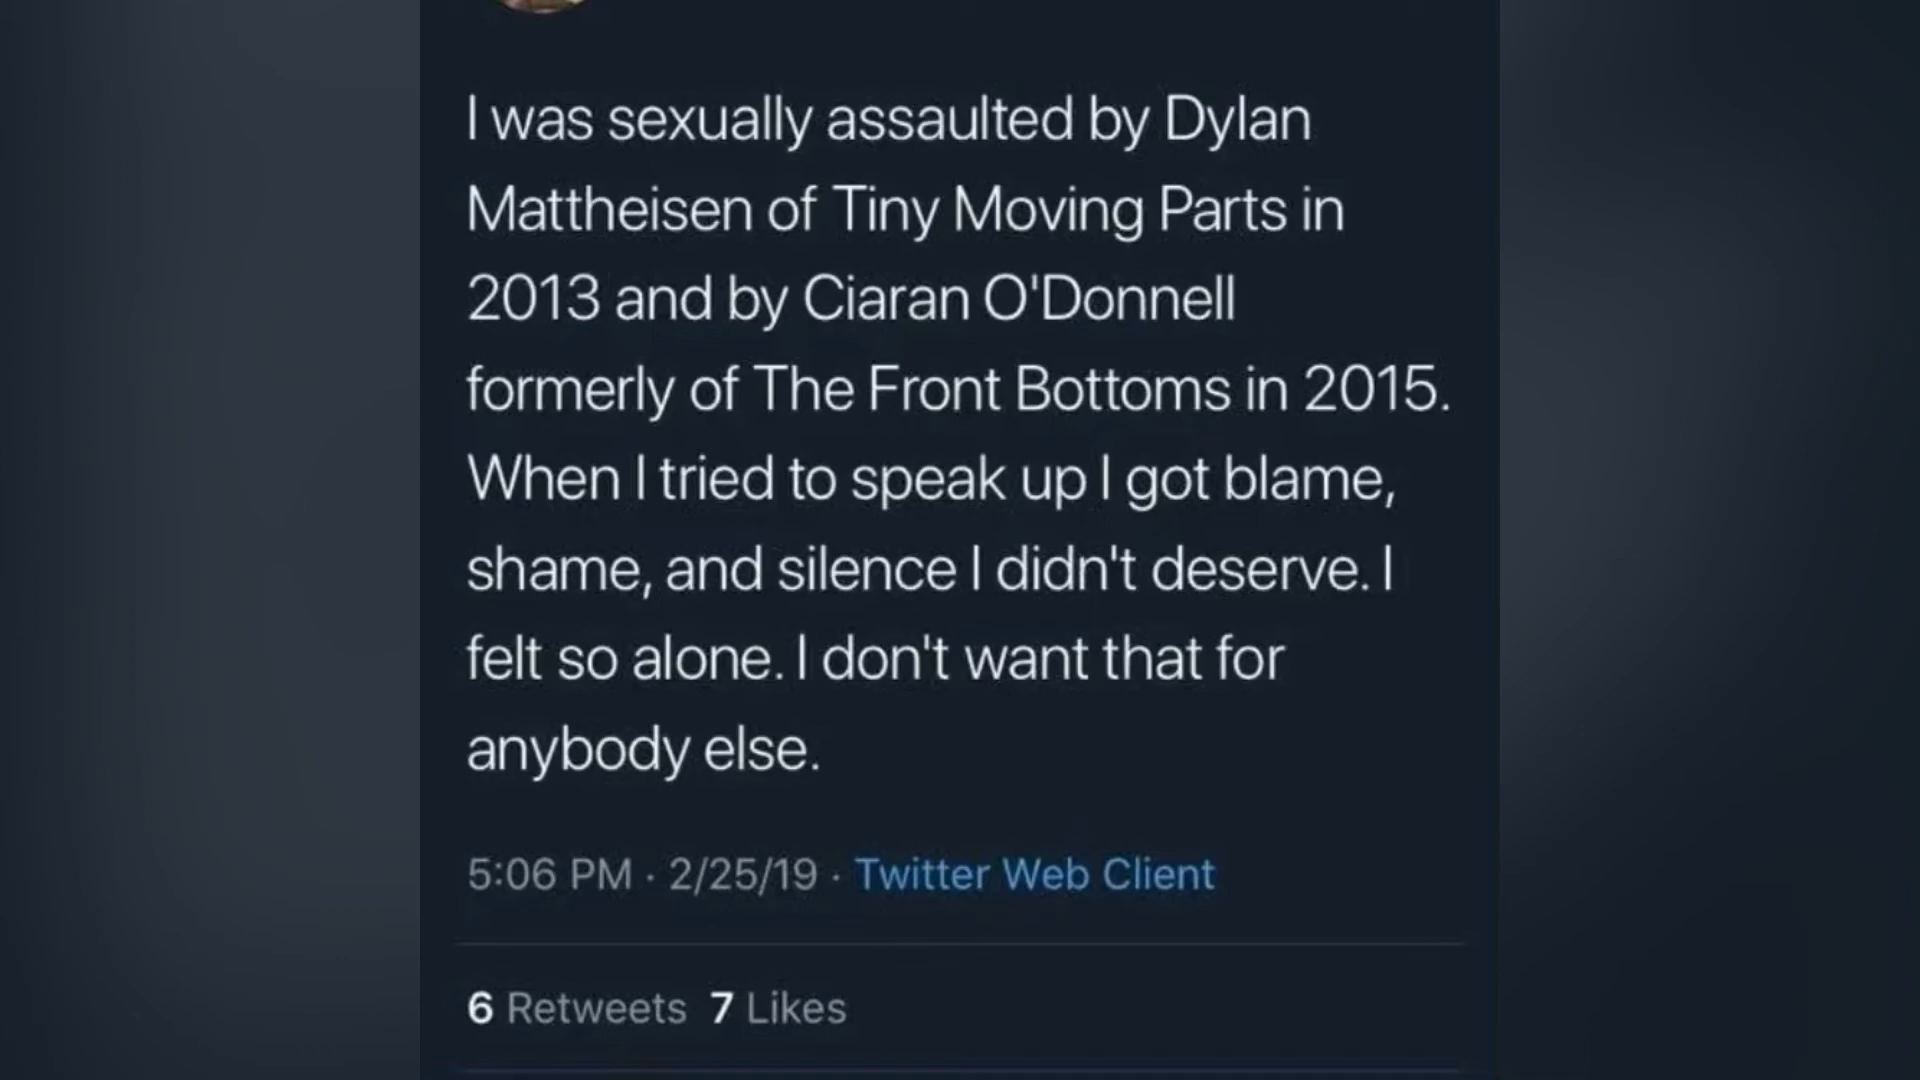 I was sexually assaulted by Dylan
Mattheisen of Tiny Moving Parts in
2013 and by Ciaran O'Donnell
formerly of The Front Bottoms in 2015.
When I tried to speak up I got blame,
shame, and silence I didn't deserve. I
felt so alone. I don't want that for
anybody else.
5:06 PM · 2/25/19 · Twitter Web Client
6 Retweets 7 Likes